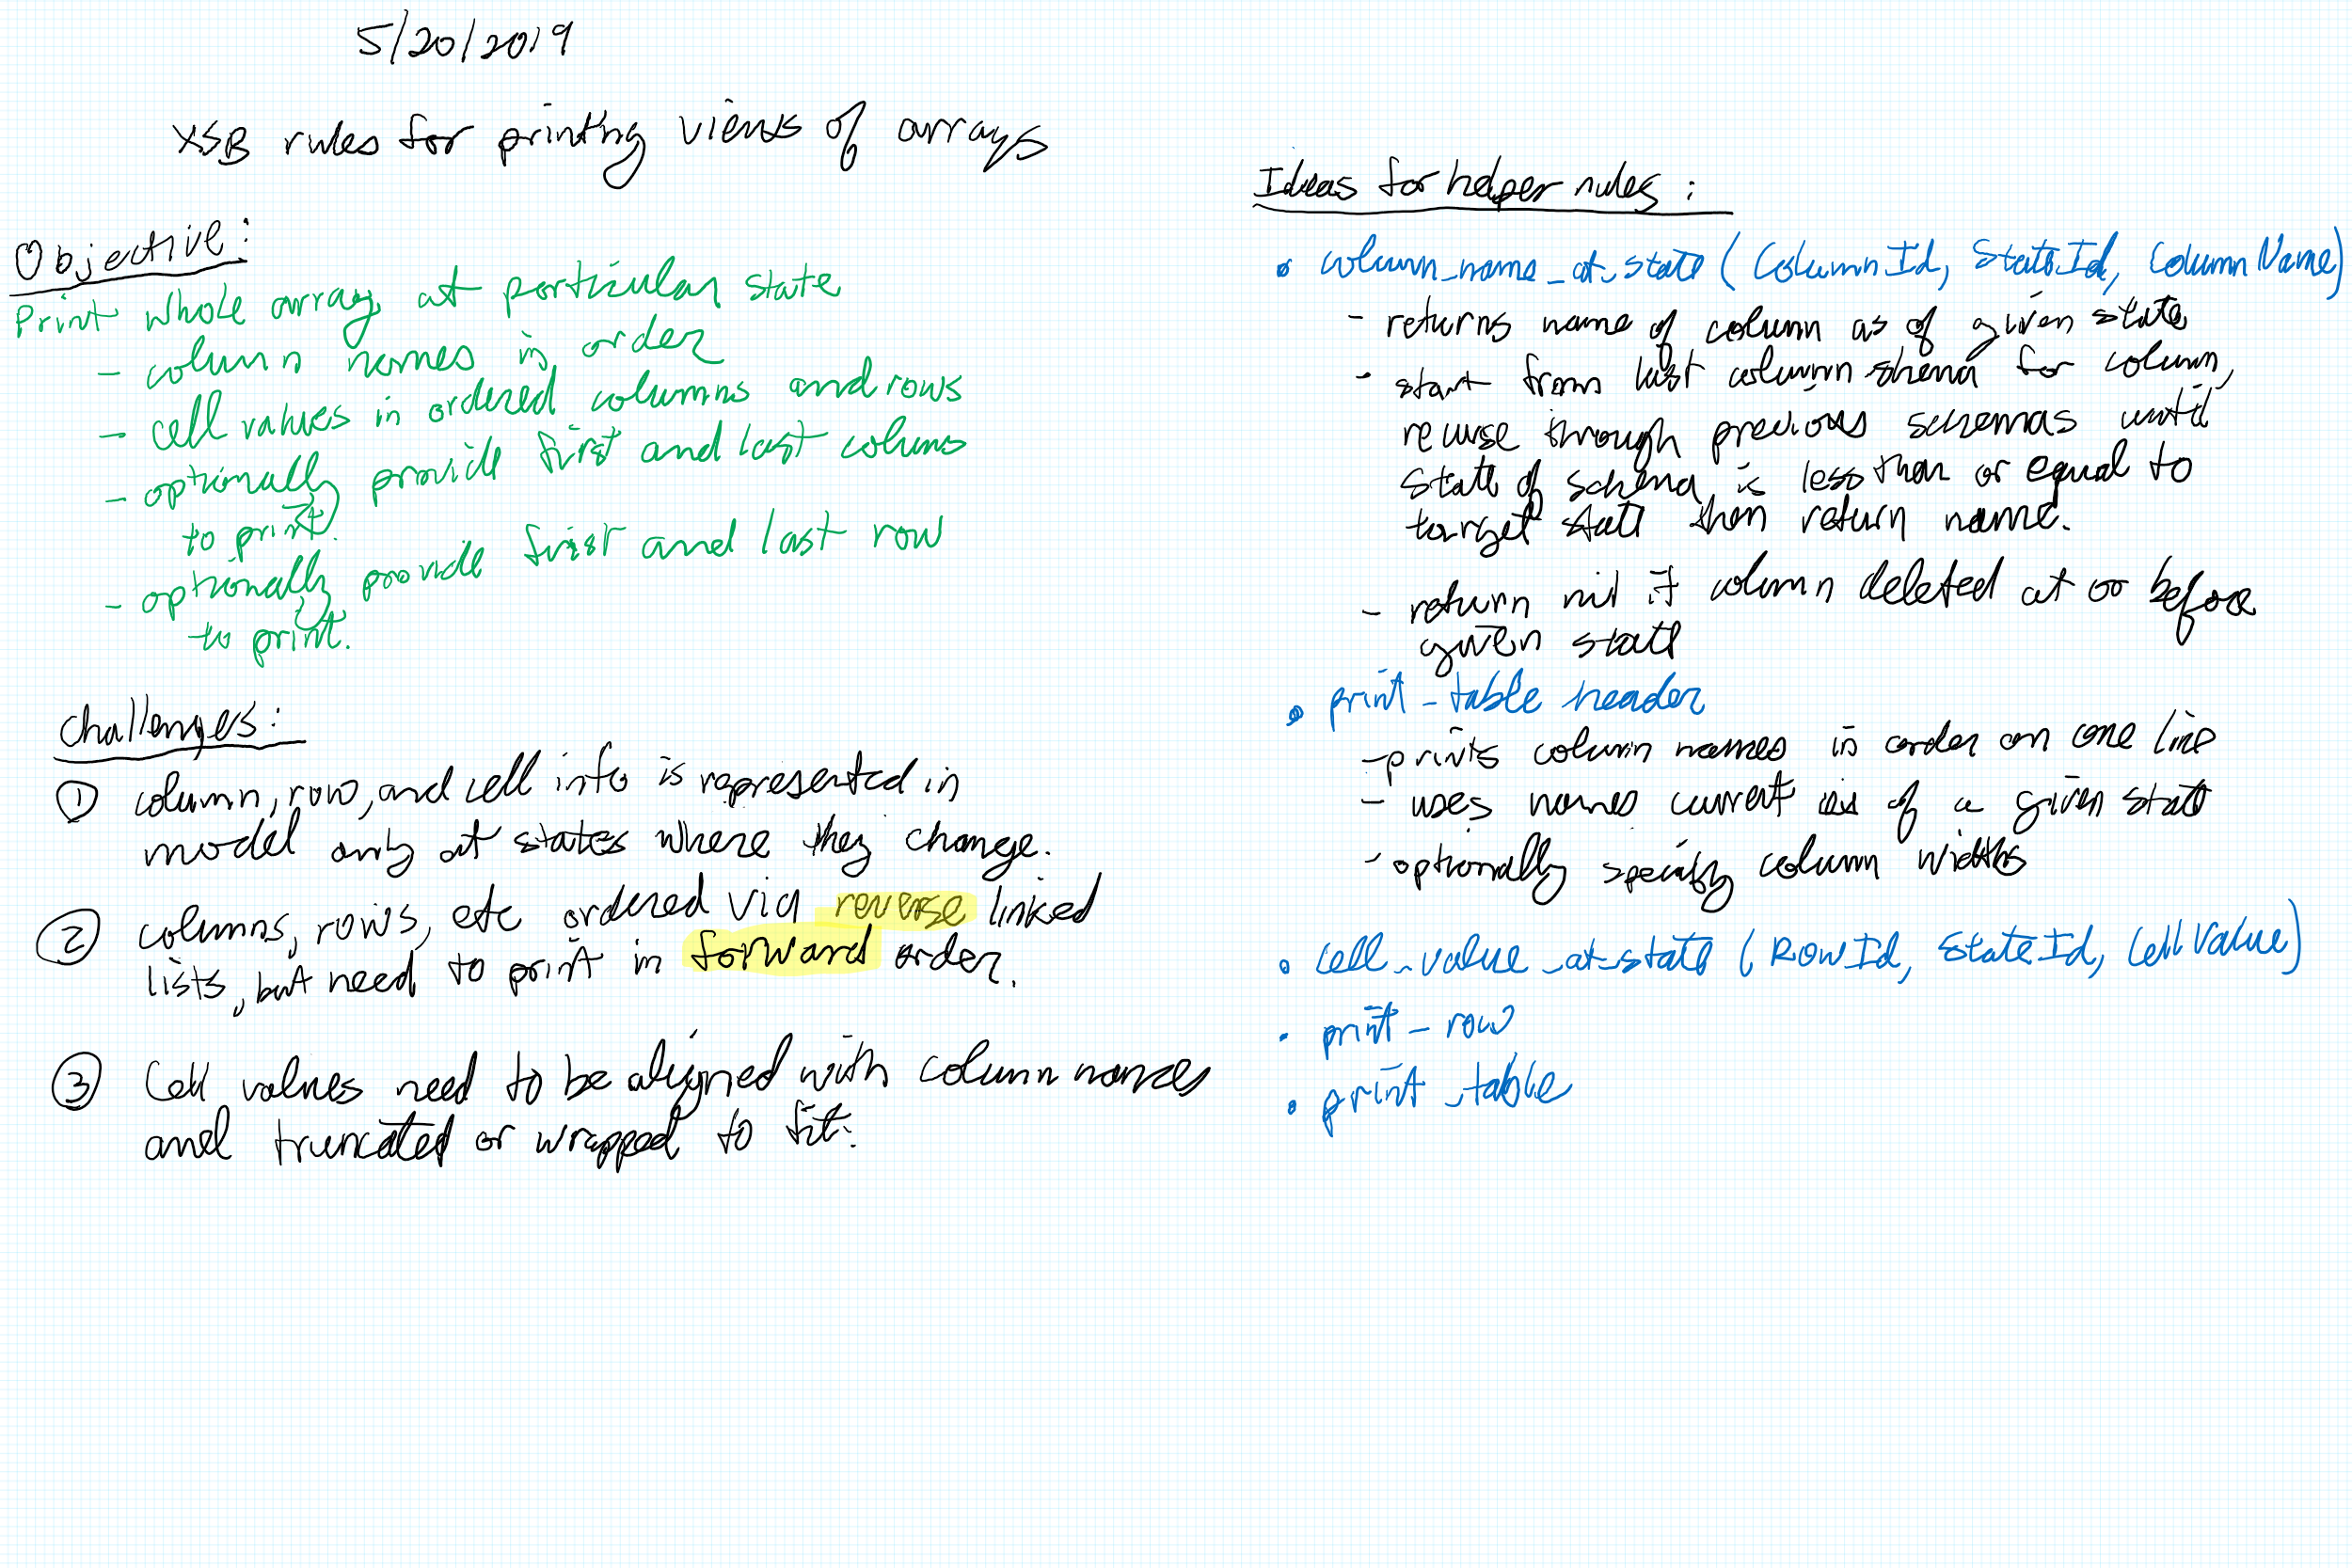 5/20/2019
XSB rules for printing views of arrays
Objective:
Print whole array at particular state
- column names in order
- cell values in ordered columns and rows
- optionally provide first and last column
to print.
- optionally provide first and last row
to print.
Challenges:
① column, row, and cell info is represented in
model only at states where they change.
② columns, rows, etc ordered via reverse linked
lists, but need to print in forward order.
③ Cell values need to be aligned with column names
and truncated or wrapped to fit.
Ideas for helper rules:
• column_name_at_state (ColumnId, StateId, ColumnName)
- returns name of column as of given state
- start from last column shema for column,
recurse through previous schemas until
state of schema is less than or equal to
target state then return name.
- return nil if column deleted at or before
given state
• print_table header
- prints column names in order on one line
- uses names current as of a given state
- optionally specify column widths
• cell_value_at_state (RowId, StateId, CellValue)
• print_row
• print_table